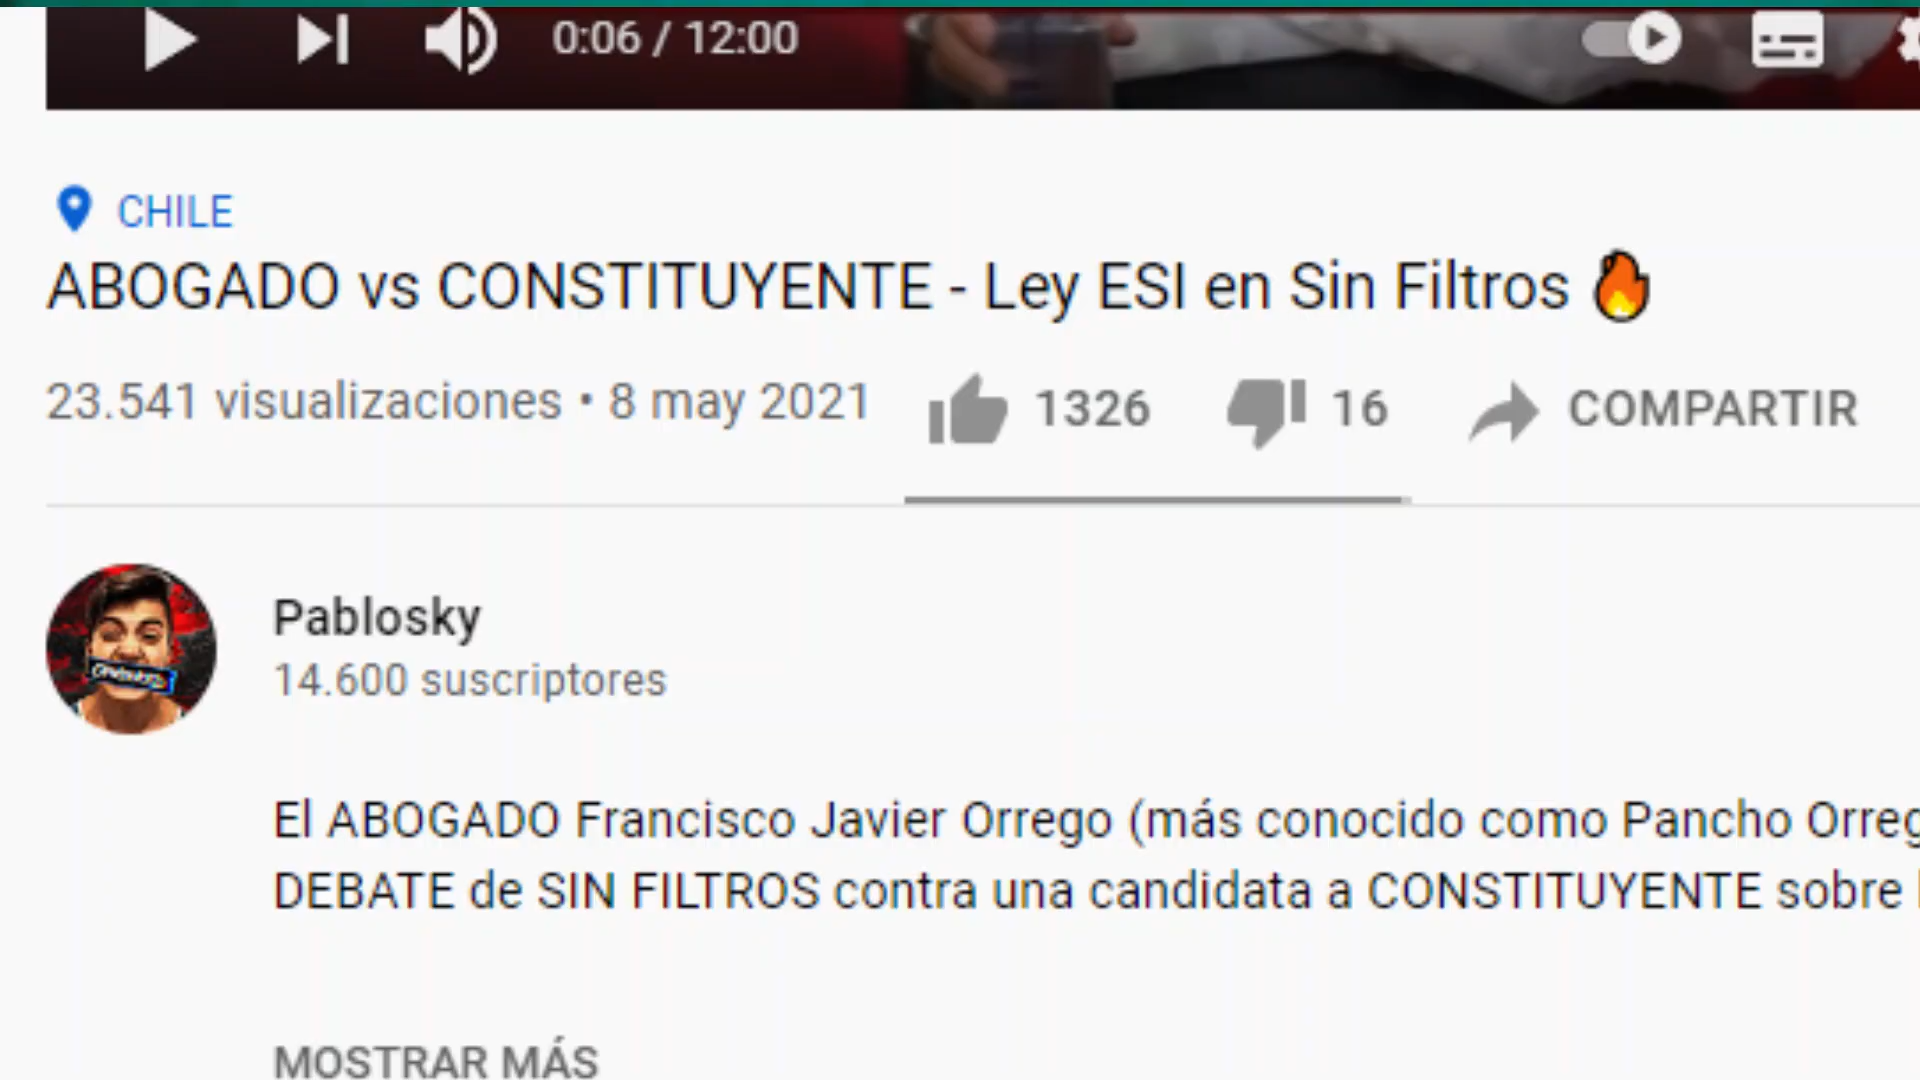 0:06 / 12:00
CHILE
ABOGADO vs CONSTITUYENTE - Ley ESI en Sin Filtros 🔥
23.541 visualizaciones • 8 may 2021 1326 16 COMPARTIR
Pablosky
14.600 suscriptores
El ABOGADO Francisco Javier Orrego (más conocido como Pancho Orreg
DEBATE de SIN FILTROS contra una candidata a CONSTITUYENTE sobre
MOSTRAR MÁS